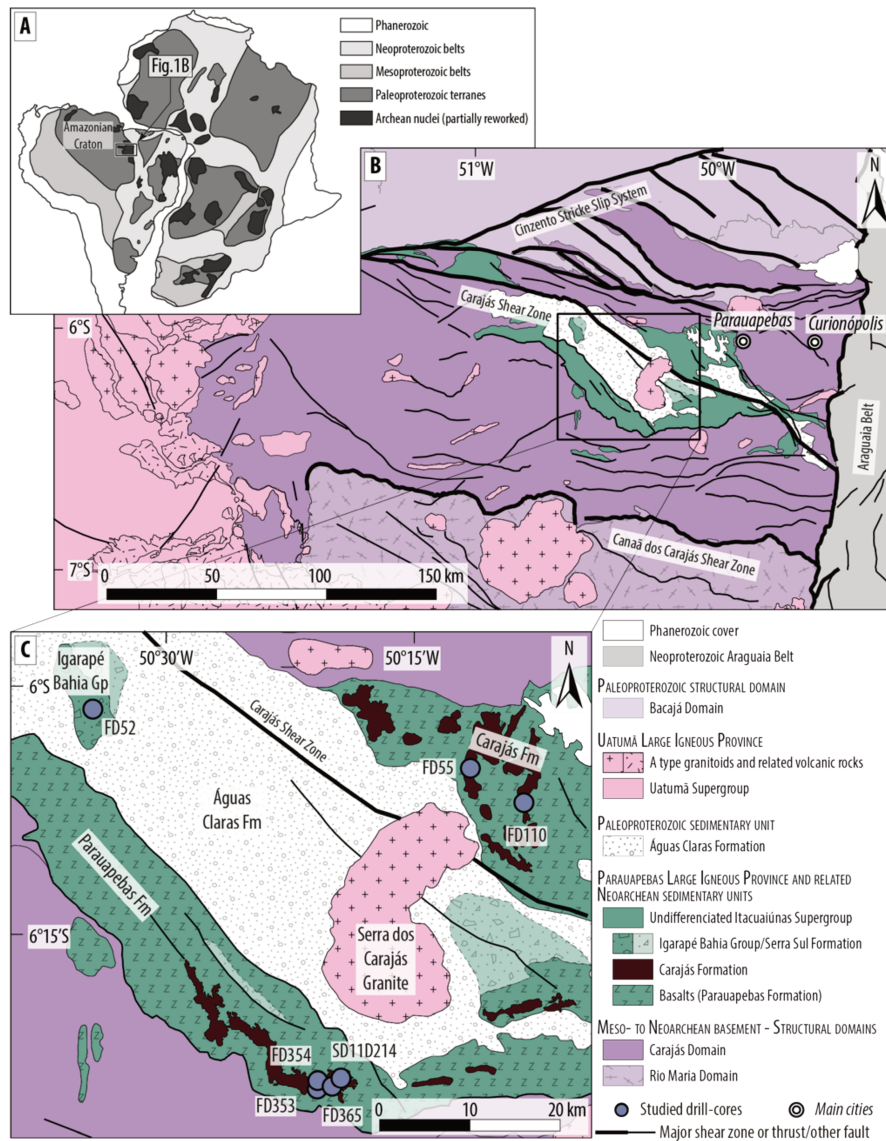 A
Fig.1B
Amazonian
Craton
Phanerozoic
Neoproterozoic belts
Mesoproterozoic belts
Paleoproterozoic terranes
Archean nuclei (partially reworked)
B
51°W
50°W
N
Cinzento Stricke Slip System
Carajás Shear Zone
6°S
Parauapebas
Curionópolis
Araguaia Belt
Canaã dos Carajás Shear Zone
7°S
0
50
100
150 km
C
50°30'W
50°15'W
N
Igarapé
Bahia Gp
6°S
FD52
Carajás Shear Zone
Carajás Fm
FD55
FD110
Águas
Claras Fm
Parauapebas Fm
6°15'S
Serra dos
Carajás
Granite
FD354
SD11D214
FD353
FD365
0
10
20 km
Phanerozoic cover
Neoproterozoic Araguaia Belt
Paleoproterozoic structural domain
Bacajá Domain
Uatumã Large Igneous Province
A type granitoids and related volcanic rocks
Uatumã Supergroup
Paleoproterozoic sedimentary unit
Águas Claras Formation
Parauapebas Large Igneous Province and related
Neoarchean sedimentary units
Undifferenciated Itacuaiúnas Supergroup
Igarapé Bahia Group/Serra Sul Formation
Carajás Formation
Basalts (Parauapebas Formation)
Meso- to Neoarchean basement - Structural domains
Carajás Domain
Rio Maria Domain
Studied drill-cores
Main cities
Major shear zone or thrust/other fault